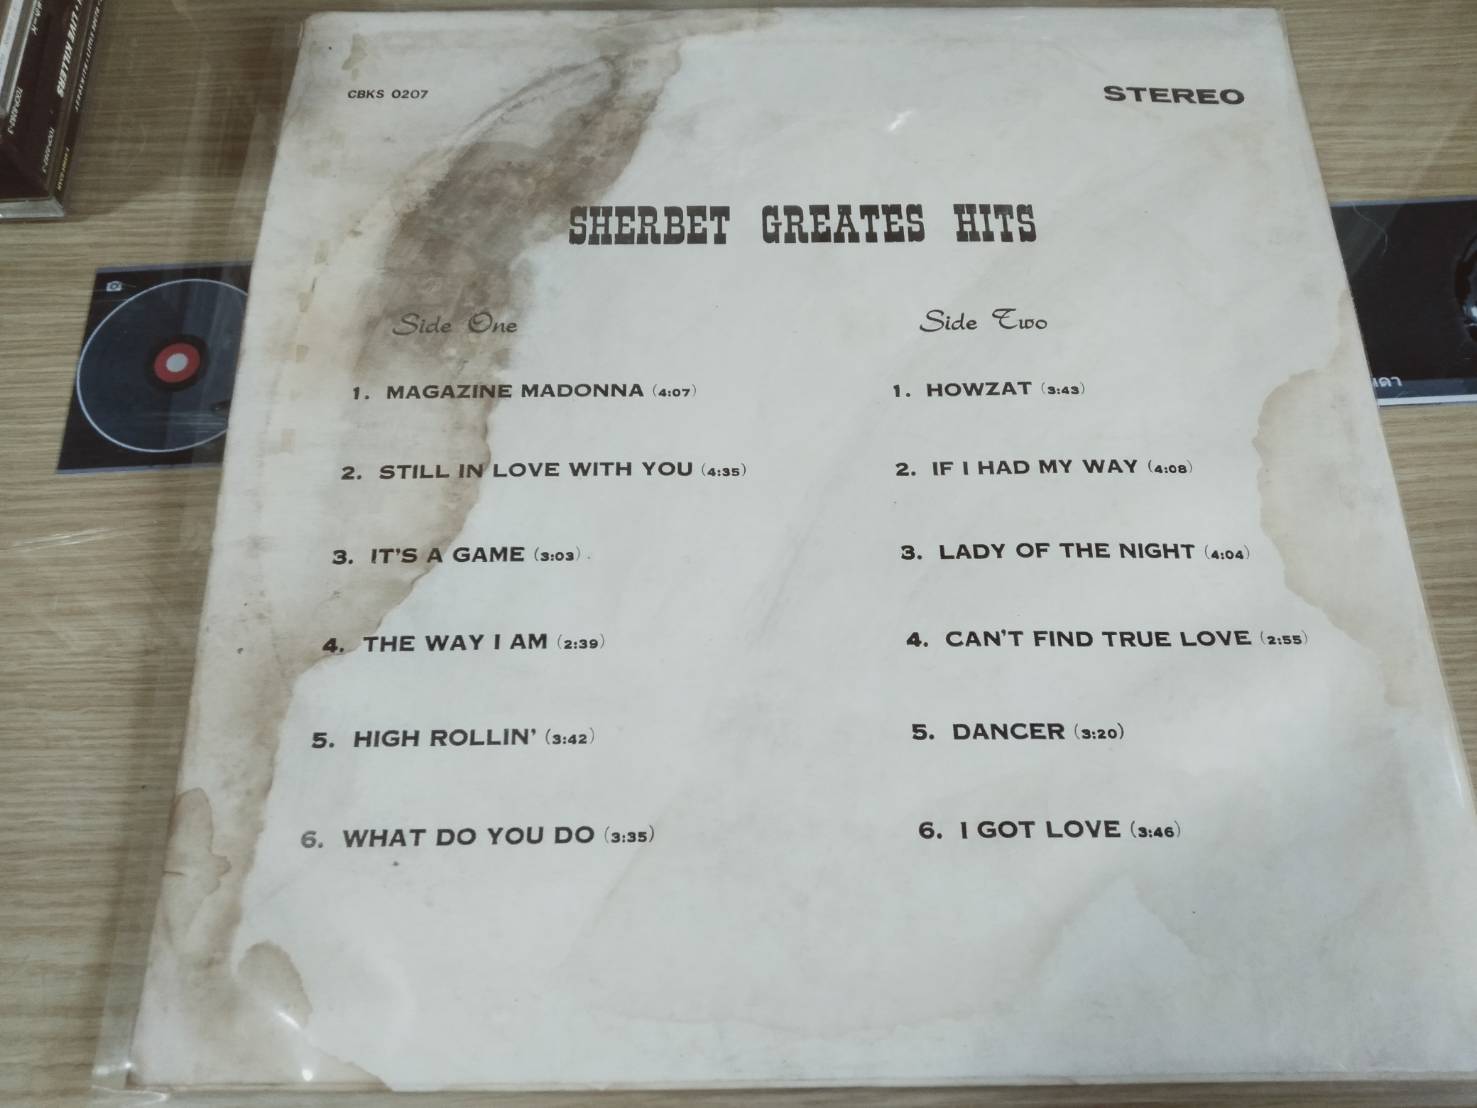 LIVE KILLERS
CBKS 0207
STEREO
SHERBET GREATES HITS
Side One
1. MAGAZINE MADONNA (4:07)
2. STILL IN LOVE WITH YOU (4:35)
3. IT'S A GAME (3:03)
4. THE WAY I AM (2:39)
5. HIGH ROLLIN' (3:42)
6. WHAT DO YOU DO (3:35)
Side Two
1. HOWZAT (3:43)
2. IF I HAD MY WAY (4:08)
3. LADY OF THE NIGHT (4:04)
4. CAN'T FIND TRUE LOVE (2:55)
5. DANCER (3:20)
6. I GOT LOVE (3:46)